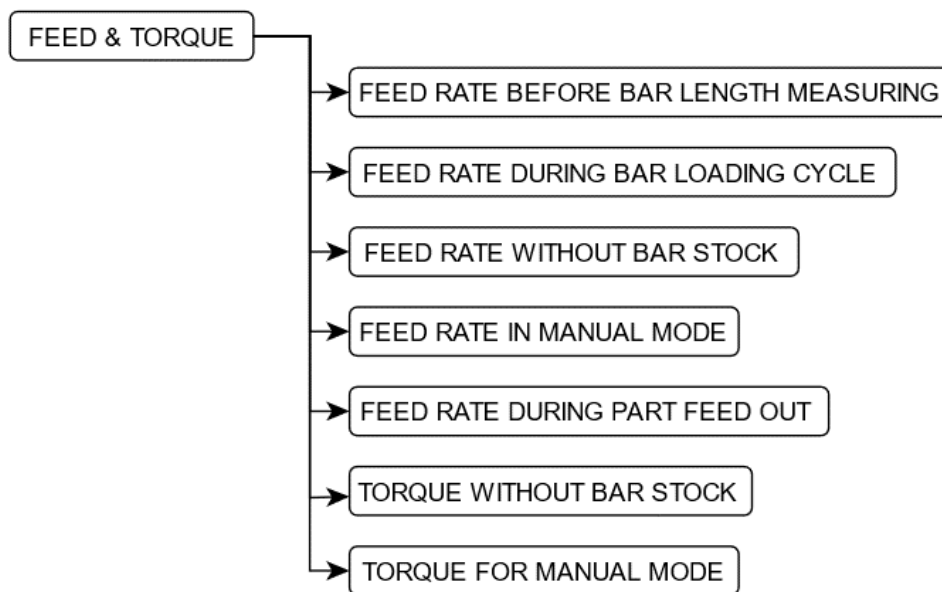 FEED & TORQUE
FEED RATE BEFORE BAR LENGTH MEASURING
FEED RATE DURING BAR LOADING CYCLE
FEED RATE WITHOUT BAR STOCK
FEED RATE IN MANUAL MODE
FEED RATE DURING PART FEED OUT
TORQUE WITHOUT BAR STOCK
TORQUE FOR MANUAL MODE